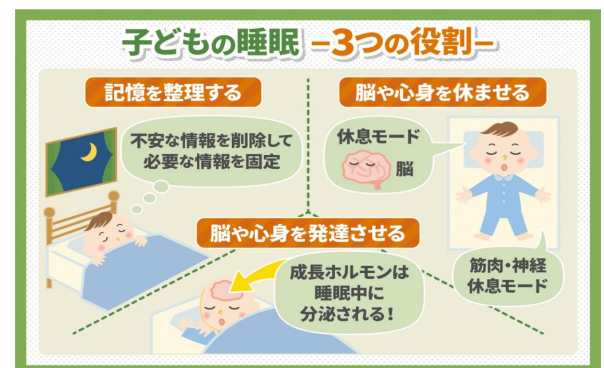 子どもの睡眠 −3つの役割−
記憶を整理する
不安な情報を削除して
必要な情報を固定
脳や心身を休ませる
休息モード
脳
筋肉・神経
休息モード
脳や心身を発達させる
成長ホルモンは
睡眠中に
分泌される!